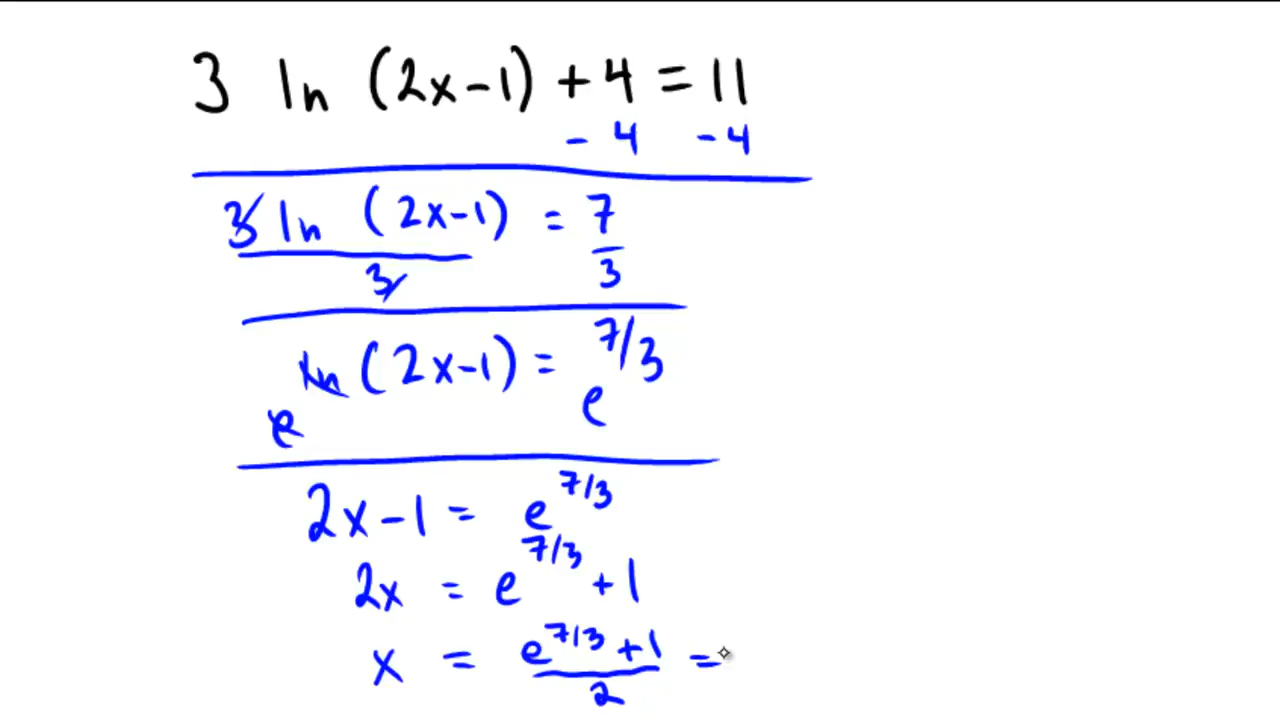 3 ln (2x-1) + 4 = 11
- 4 - 4
3 ln (2x-1) = 7
3 3
ln (2x-1) = 7/3
e e
2x-1 = e^7/3
2x = e^7/3 + 1
x = e^7/3 + 1 =
2